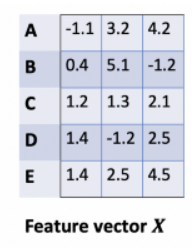 A -1.1 3.2 4.2
B 0.4 5.1 -1.2
C 1.2 1.3 2.1
D 1.4 -1.2 2.5
E 1.4 2.5 4.5
Feature vector X